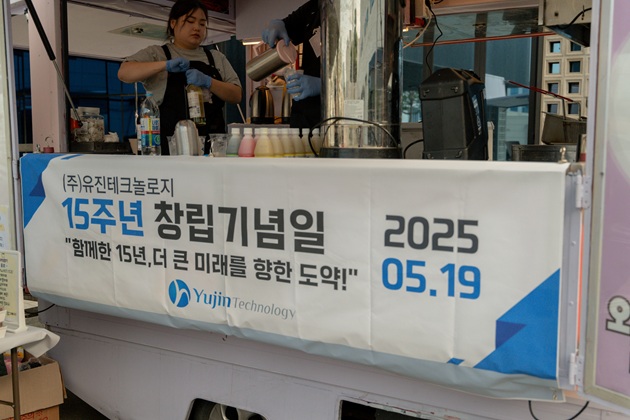 (주)유진테크놀로지
15주년 창립기념일
"함께한 15년,더 큰 미래를 향한 도약!"
2025
05.19
Yujin Technology